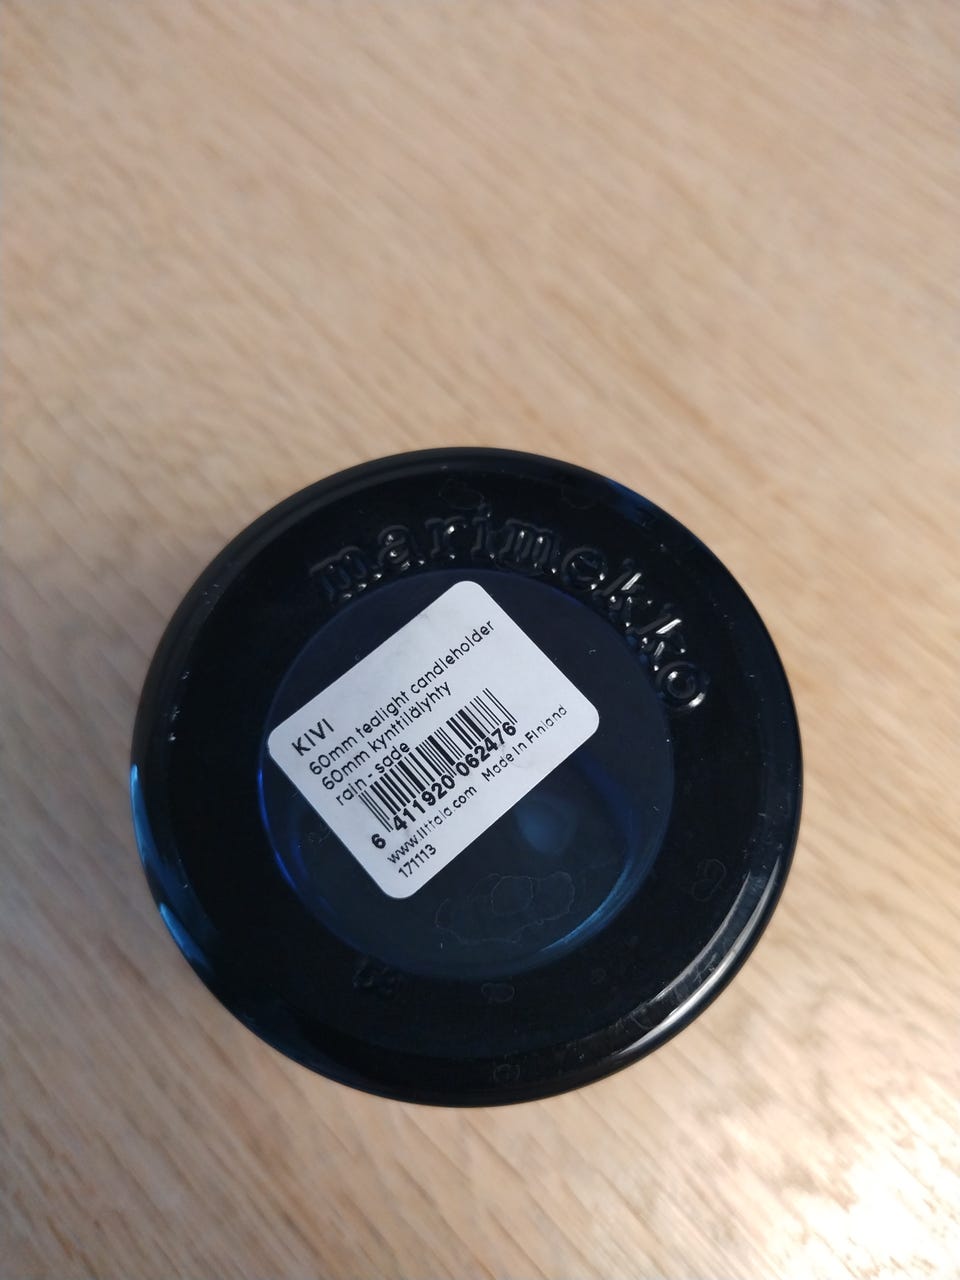 marimekko
KIVI
60mm tealight candleholder
60mm kynttilälyhty
rain - sade
6 411920 062476
www.iittala.com Made in Finland
171113